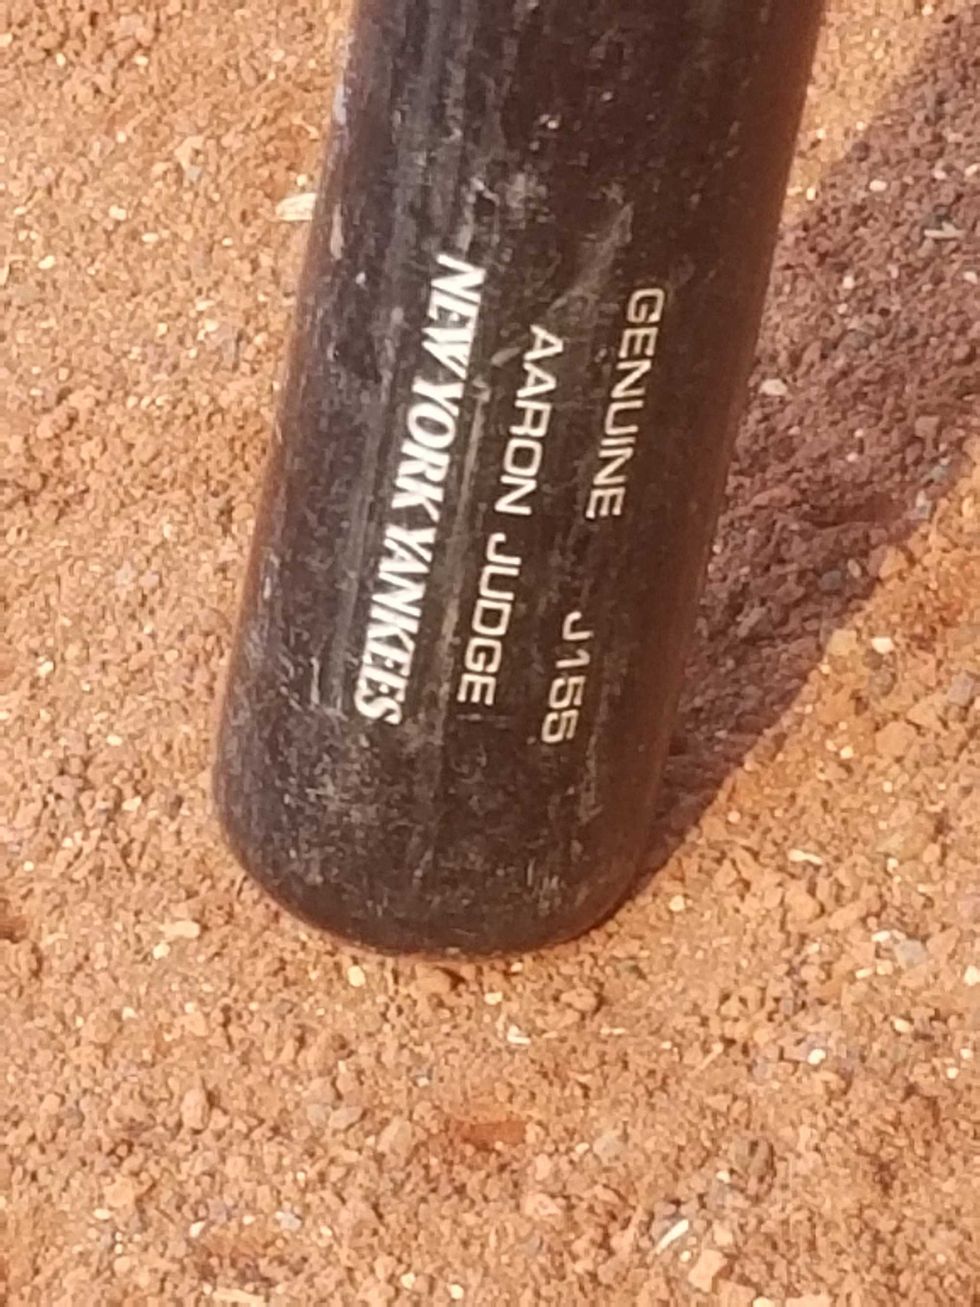 GENUINE J155
AARON JUDGE
NEW YORK YANKEES